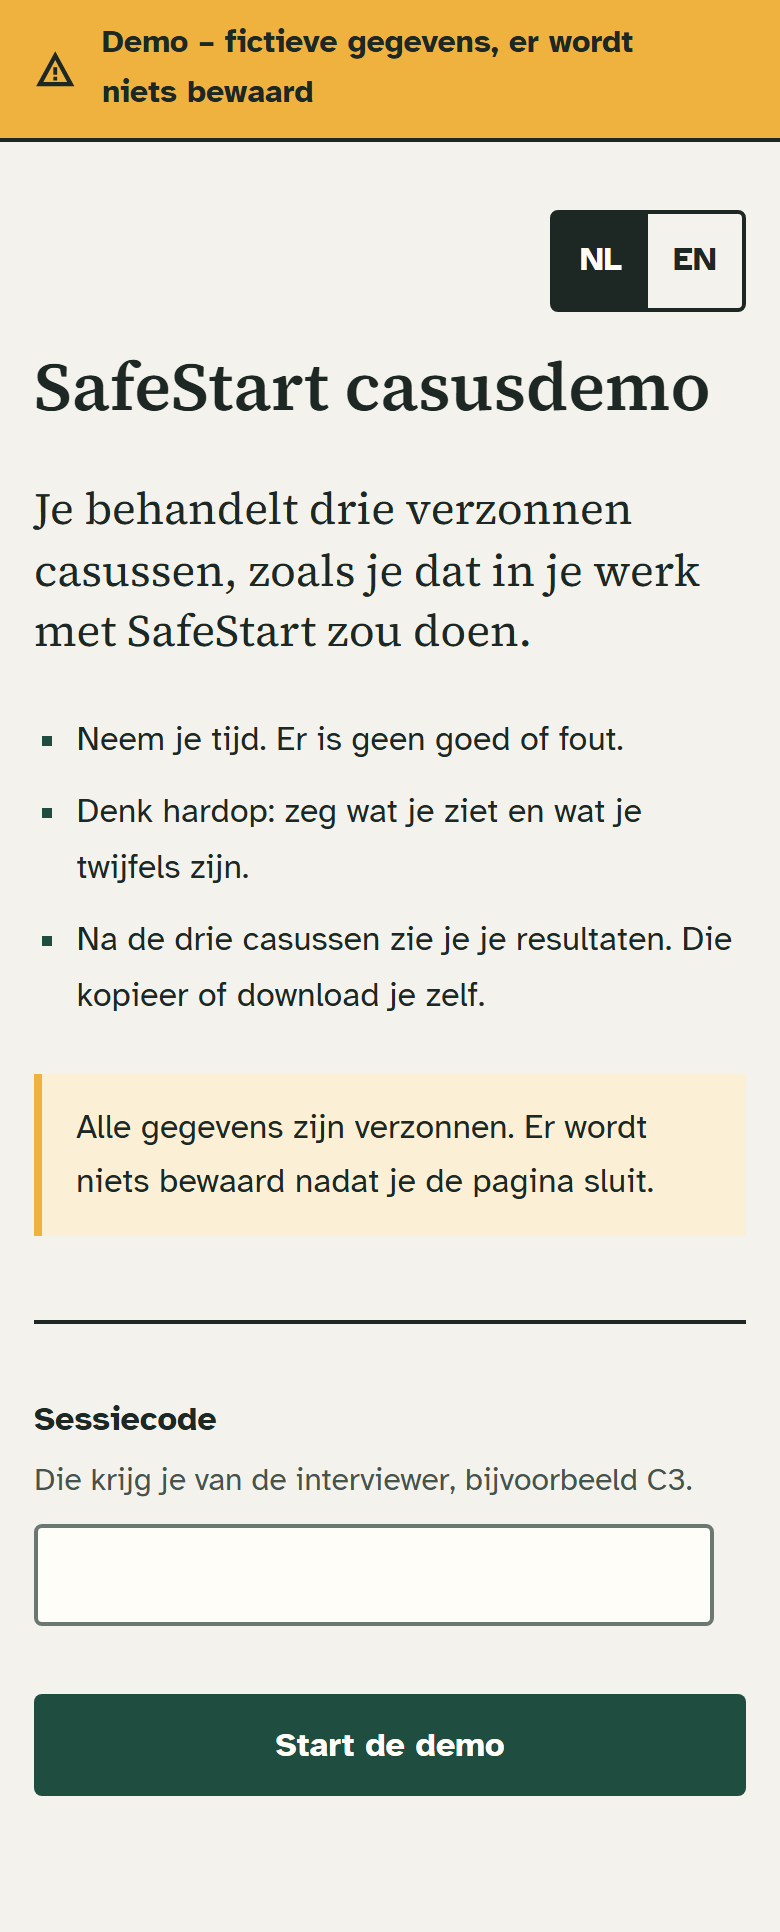 Demo – fictieve gegevens, er wordt
niets bewaard
NL EN
SafeStart casusdemo
Je behandelt drie verzonnen
casussen, zoals je dat in je werk
met SafeStart zou doen.
Neem je tijd. Er is geen goed of fout.
Denk hardop: zeg wat je ziet en wat je
twijfels zijn.
Na de drie casussen zie je je resultaten. Die
kopieer of download je zelf.
Alle gegevens zijn verzonnen. Er wordt
niets bewaard nadat je de pagina sluit.
Sessiecode
Die krijg je van de interviewer, bijvoorbeeld C3.
Start de demo